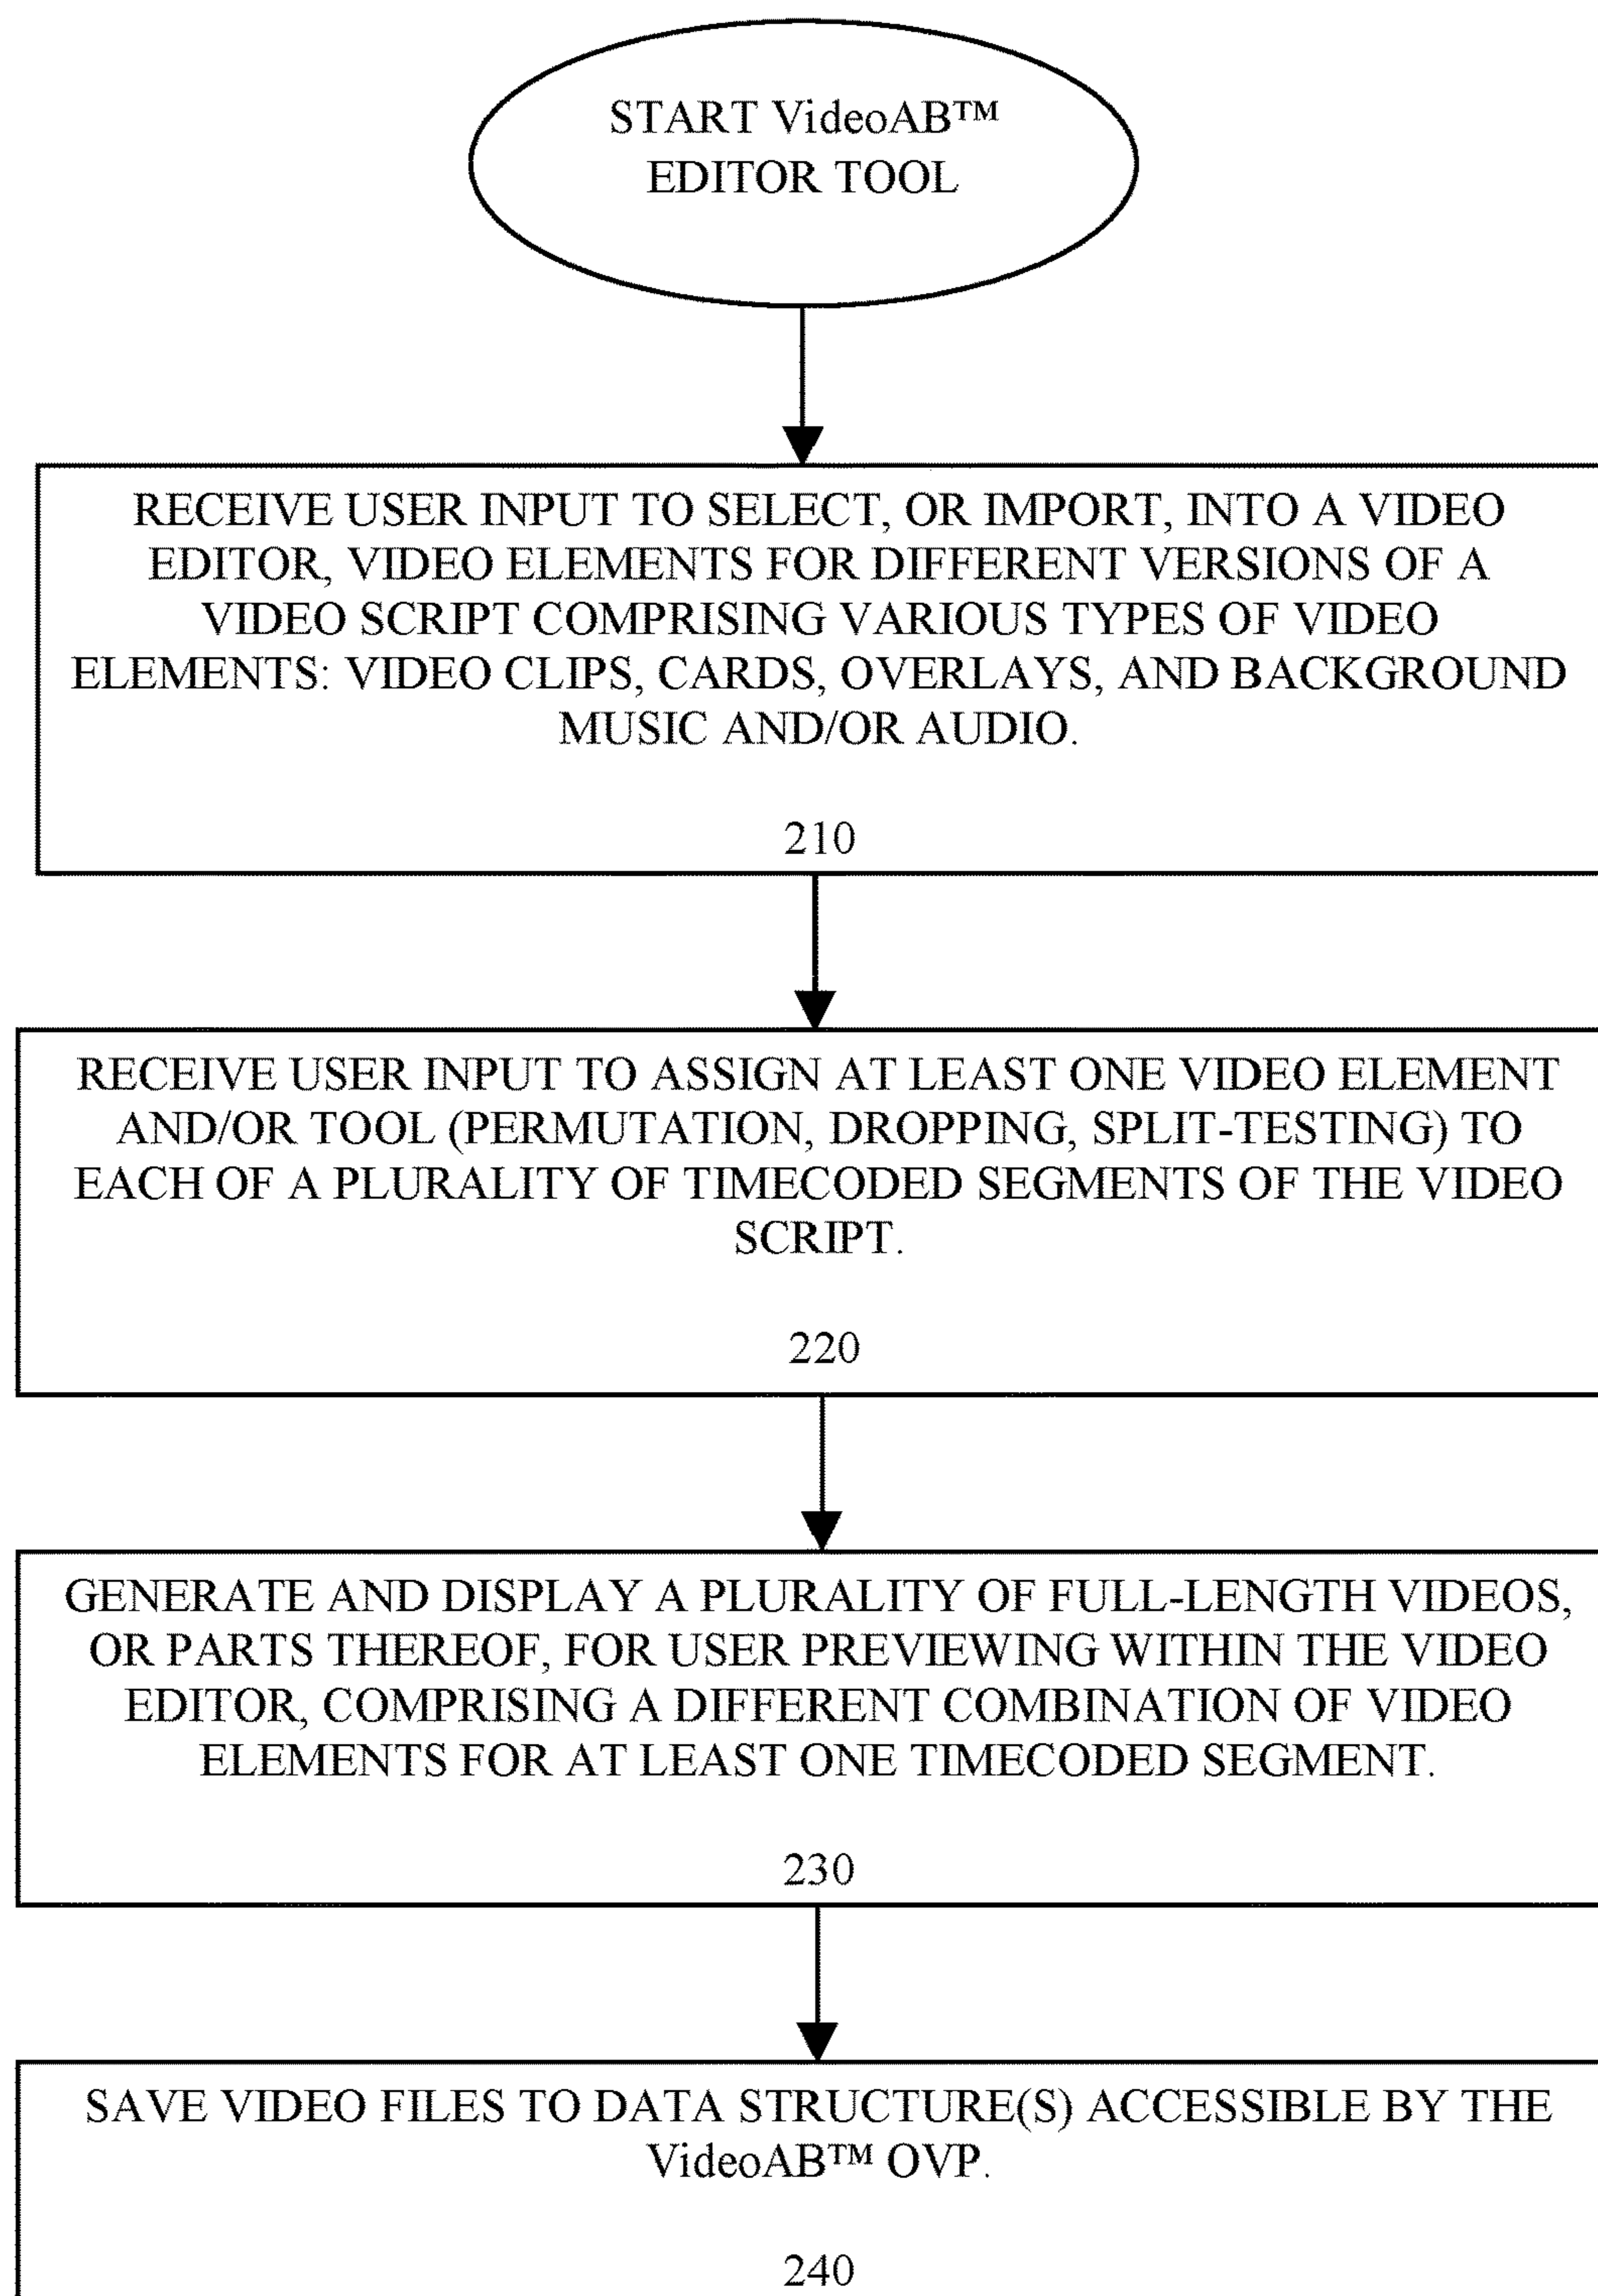 START VideoAB™
EDITOR TOOL
RECEIVE USER INPUT TO SELECT, OR IMPORT, INTO A VIDEO
EDITOR, VIDEO ELEMENTS FOR DIFFERENT VERSIONS OF A
VIDEO SCRIPT COMPRISING VARIOUS TYPES OF VIDEO
ELEMENTS: VIDEO CLIPS, CARDS, OVERLAYS, AND BACKGROUND
MUSIC AND/OR AUDIO.
210
RECEIVE USER INPUT TO ASSIGN AT LEAST ONE VIDEO ELEMENT
AND/OR TOOL (PERMUTATION, DROPPING, SPLIT-TESTING) TO
EACH OF A PLURALITY OF TIMECODED SEGMENTS OF THE VIDEO
SCRIPT.
220
GENERATE AND DISPLAY A PLURALITY OF FULL-LENGTH VIDEOS,
OR PARTS THEREOF, FOR USER PREVIEWING WITHIN THE VIDEO
EDITOR, COMPRISING A DIFFERENT COMBINATION OF VIDEO
ELEMENTS FOR AT LEAST ONE TIMECODED SEGMENT.
230
SAVE VIDEO FILES TO DATA STRUCTURE(S) ACCESSIBLE BY THE
VideoAB™ OVP.
240